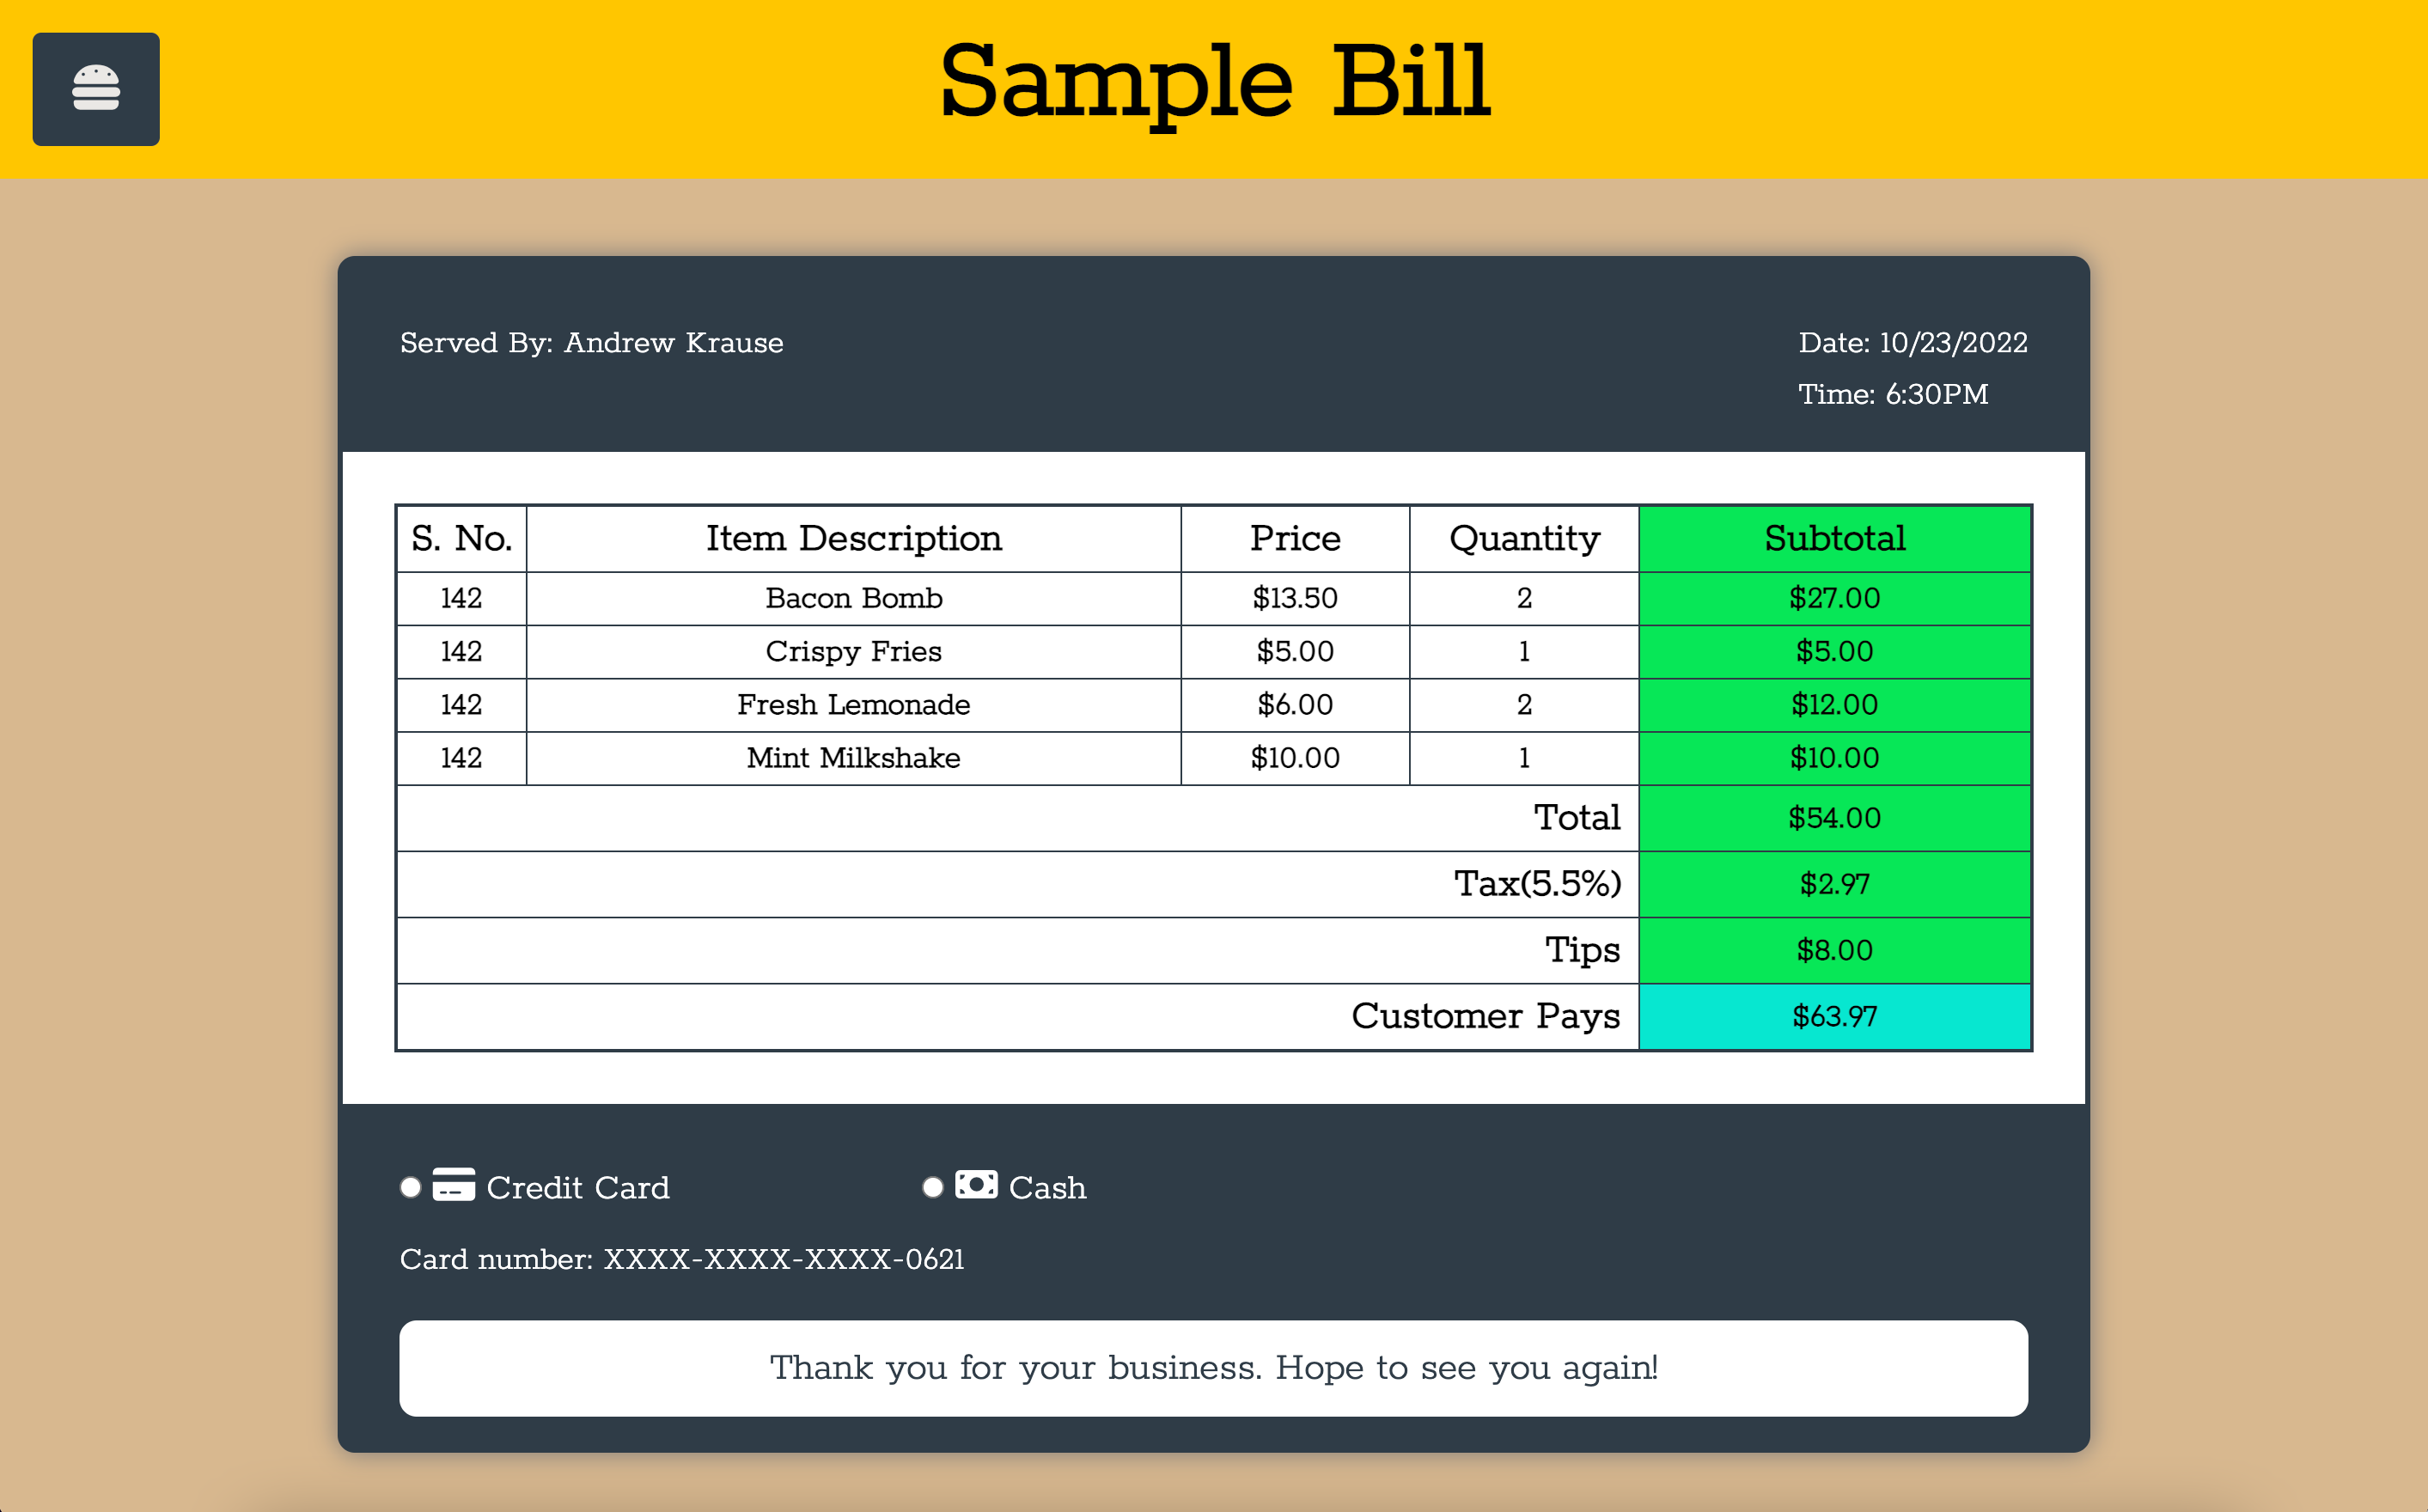 Sample Bill
Served By: Andrew Krause
Date: 10/23/2022
Time: 6:30PM
S. No. Item Description Price Quantity Subtotal
142 Bacon Bomb $13.50 2 $27.00
142 Crispy Fries $5.00 1 $5.00
142 Fresh Lemonade $6.00 2 $12.00
142 Mint Milkshake $10.00 1 $10.00
Total $54.00
Tax(5.5%) $2.97
Tips $8.00
Customer Pays $63.97
Credit Card Cash
Card number: XXXX-XXXX-XXXX-0621
Thank you for your business. Hope to see you again!